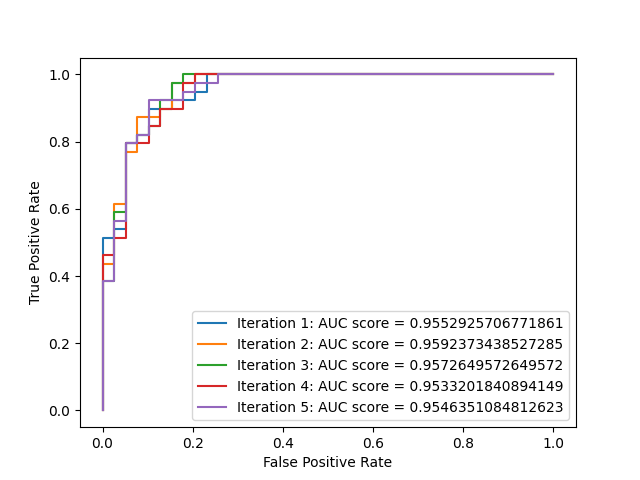 1.0
0.8
0.6
0.4
0.2
0.0
True Positive Rate
Iteration 1: AUC score = 0.9552925706771861
Iteration 2: AUC score = 0.9592373438527285
Iteration 3: AUC score = 0.9572649572649572
Iteration 4: AUC score = 0.9533201840894149
Iteration 5: AUC score = 0.9546351084812623
0.0 0.2 0.4 0.6 0.8 1.0
False Positive Rate